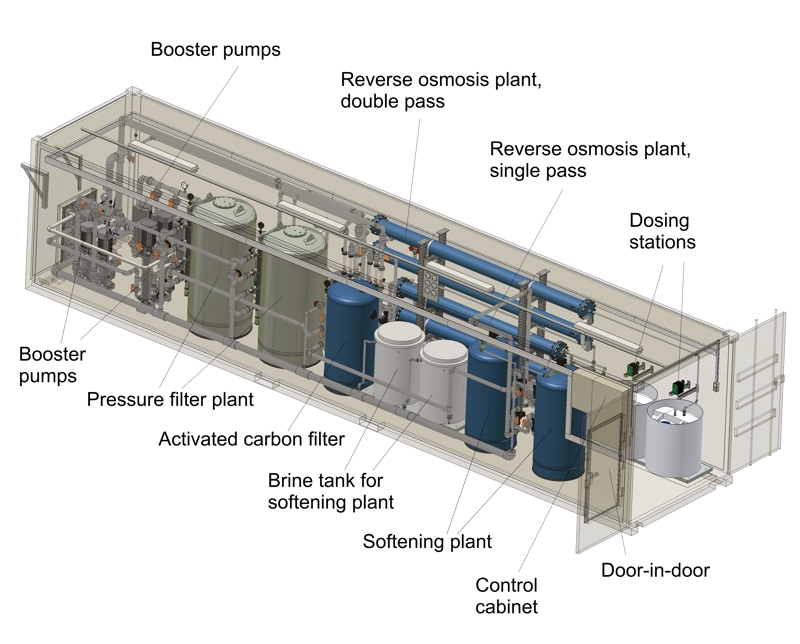 Booster pumps
Reverse osmosis plant,
double pass
Reverse osmosis plant,
single pass
Dosing
stations
Booster
pumps
Pressure filter plant
Activated carbon filter
Brine tank for
softening plant
Softening plant
Control
cabinet
Door-in-door